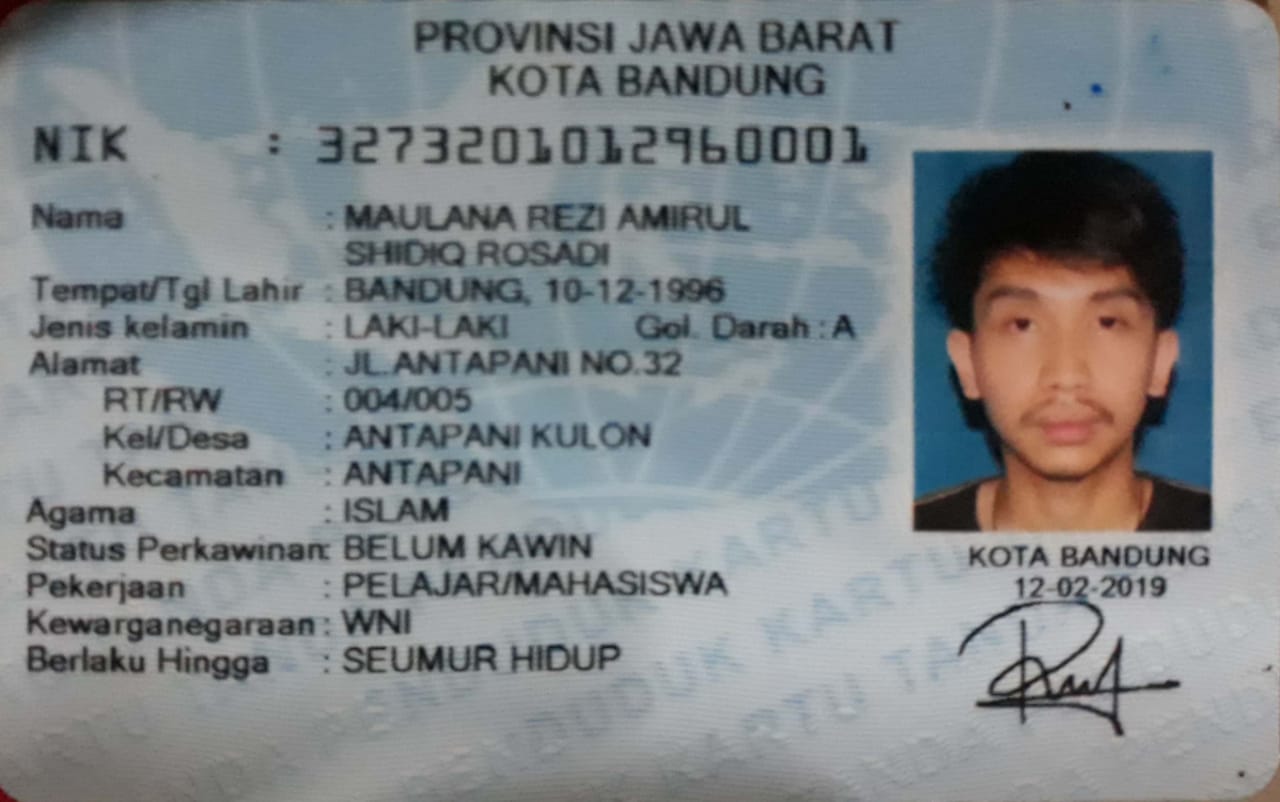 PROVINSI JAWA BARAT
KOTA BANDUNG
NIK : 3273201012960001
Nama : MAULANA REZI AMIRUL
SHIDIQ ROSADI
Tempat/Tgl Lahir : BANDUNG, 10-12-1996
Jenis kelamin : LAKI-LAKI Gol. Darah : A
Alamat : JL.ANTAPANI NO.32
RT/RW : 004/005
Kel/Desa : ANTAPANI KULON
Kecamatan : ANTAPANI
Agama : ISLAM
Status Perkawinan: BELUM KAWIN
Pekerjaan : PELAJAR/MAHASISWA
Kewarganegaraan : WNI
Berlaku Hingga : SEUMUR HIDUP
KOTA BANDUNG
12-02-2019